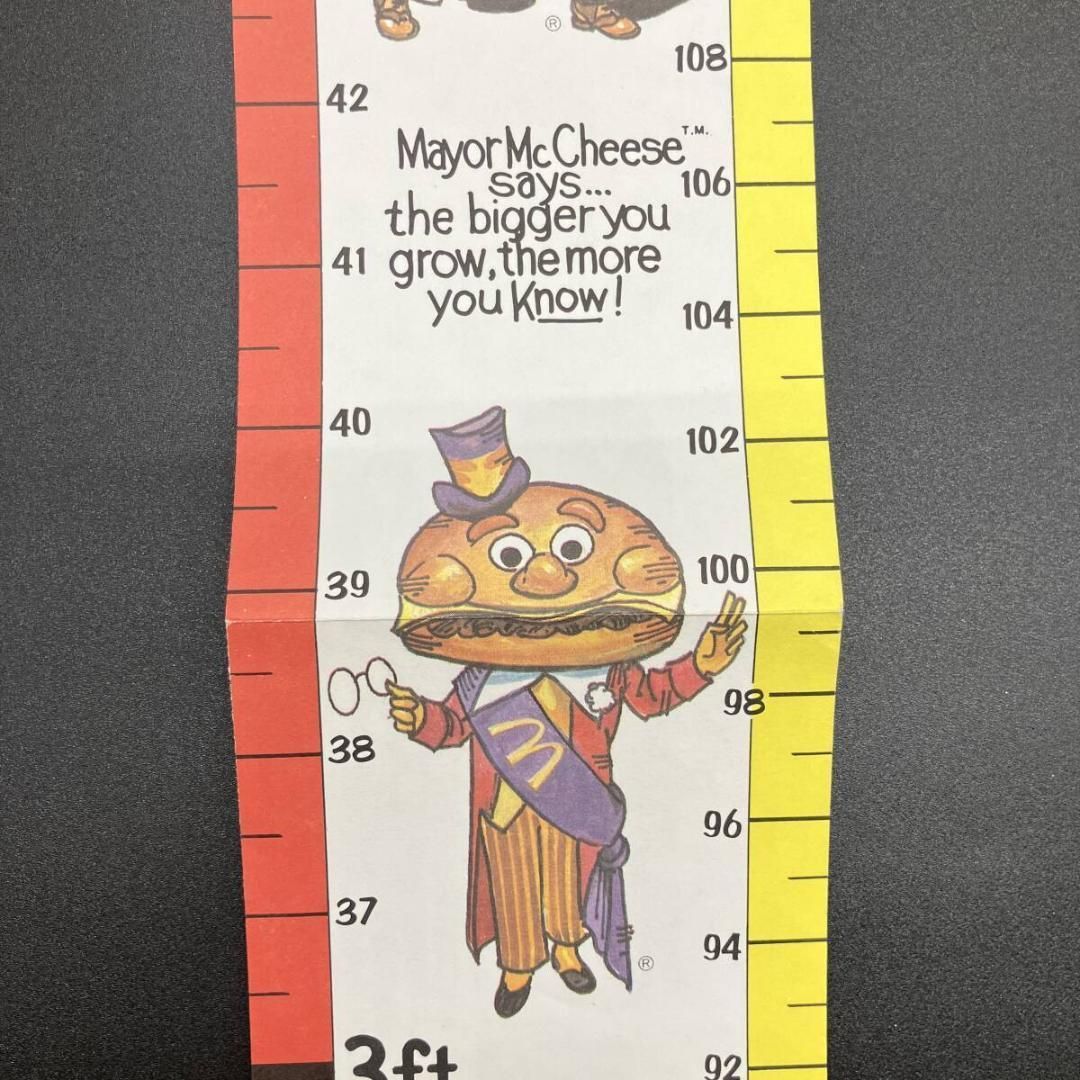 ®
108
42
Mayor McCheese T.M.
says...
106
the bigger you
41 grow, the more
you know!
104
40
102
100
39
98
38
96
37
94
®
3ft
92